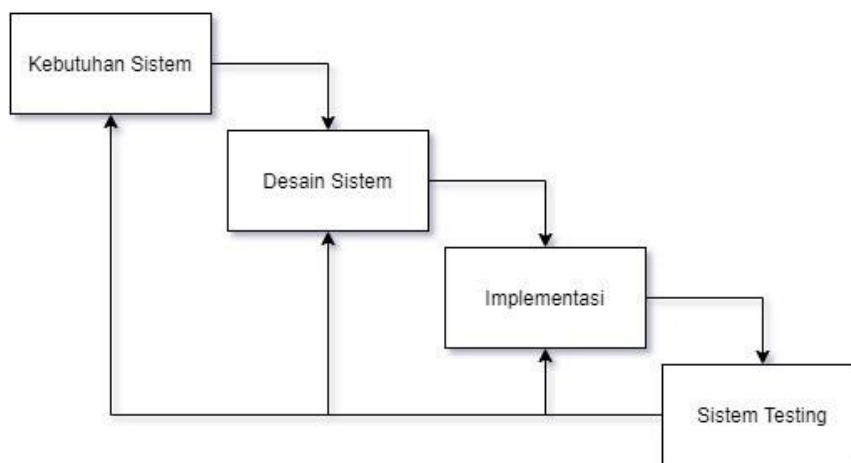 Kebutuhan Sistem
Desain Sistem
Implementasi
Sistem Testing